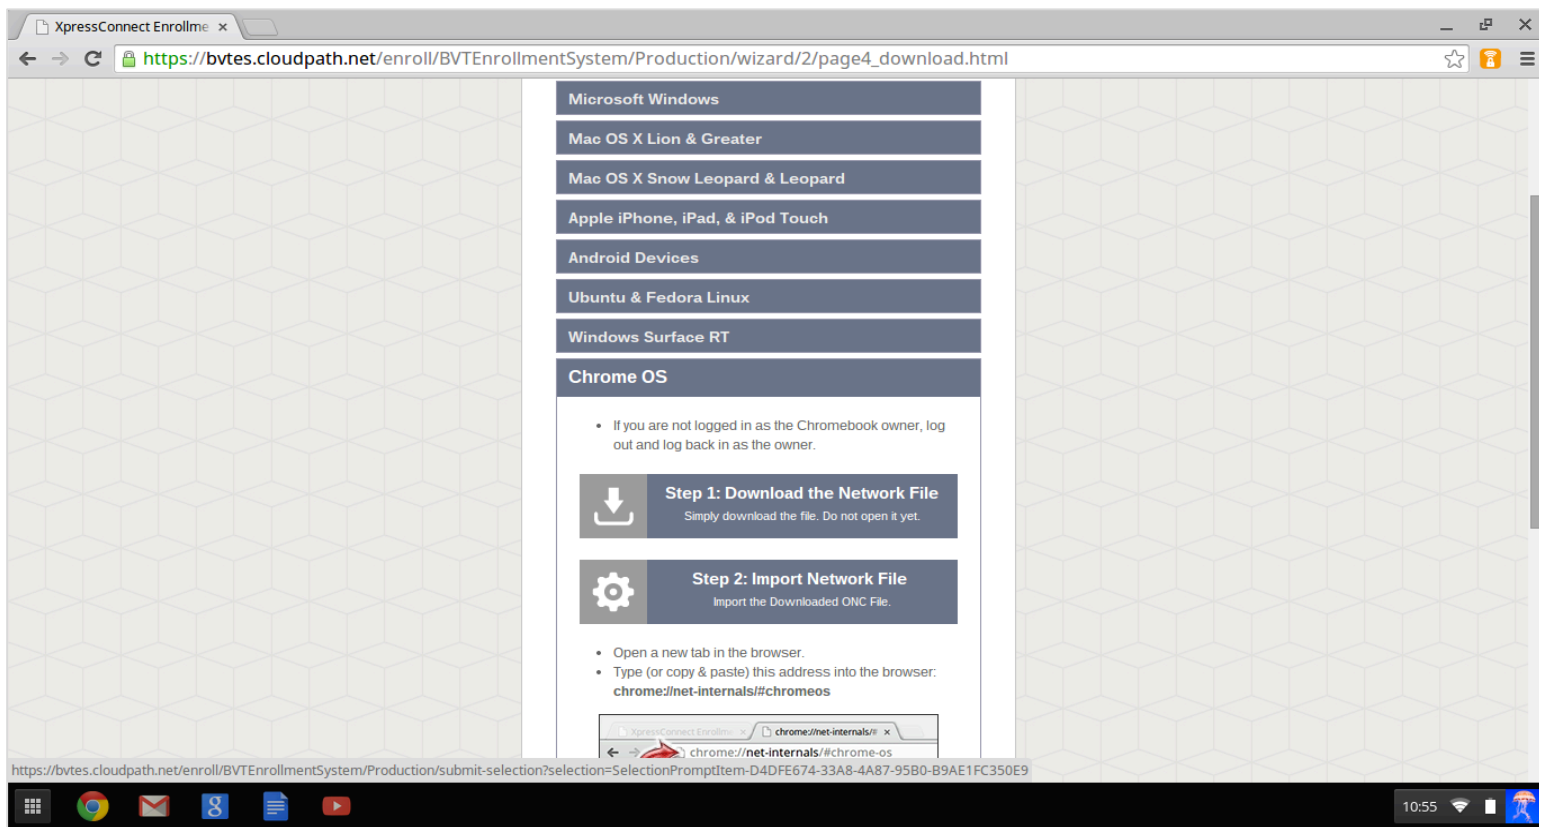 XpressConnect Enrollme
https://bvtes.cloudpath.net/enroll/BVTEnrollmentSystem/Production/wizard/2/page4_download.html
Microsoft Windows
Mac OS X Lion & Greater
Mac OS X Snow Leopard & Leopard
Apple iPhone, iPad, & iPod Touch
Android Devices
Ubuntu & Fedora Linux
Windows Surface RT
Chrome OS
If you are not logged in as the Chromebook owner, log
out and log back in as the owner.
Step 1: Download the Network File
Simply download the file. Do not open it yet.
Step 2: Import Network File
Import the Downloaded ONC File.
Open a new tab in the browser.
Type (or copy & paste) this address into the browser:
chrome://net-internals/#chromeos
XpressConnect Enrollme chrome://net-internals/#
chrome://net-internals/#chrome-os
https://bvtes.cloudpath.net/enroll/BVTEnrollmentSystem/Production/submit-selection?selection=SelectionPromptItem-D4DFE674-33A8-4A87-95B0-B9AE1FC350E9
8
10:55